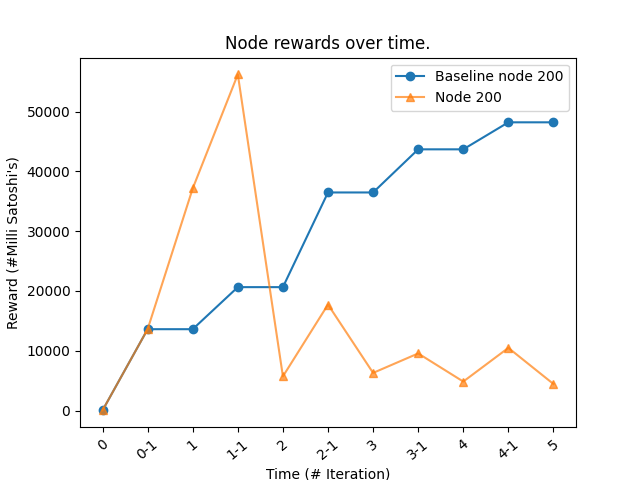 Node rewards over time.
Baseline node 200
Node 200
Reward (#Milli Satoshi's)
50000
40000
30000
20000
10000
0
0 0-1 1 1-1 2 2-1 3 3-1 4 4-1 5
Time (# Iteration)